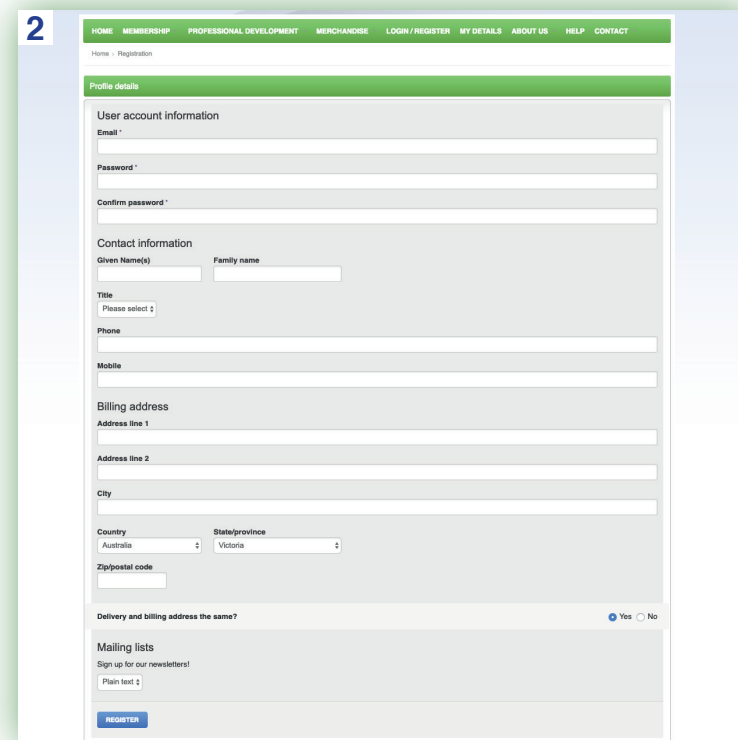 2
HOME MEMBERSHIP PROFESSIONAL DEVELOPMENT MERCHANDISE LOGIN / REGISTER MY DETAILS ABOUT US HELP CONTACT
Home › Registration
Profile details
User account information
Email *
Password *
Confirm password *
Contact information
Given Name(s) Family name
Title
Please select
Phone
Mobile
Billing address
Address line 1
Address line 2
City
Country State/province
Australia Victoria
Zip/postal code
Delivery and billing address the same? Yes No
Mailing lists
Sign up for our newsletters!
Plain text
REGISTER